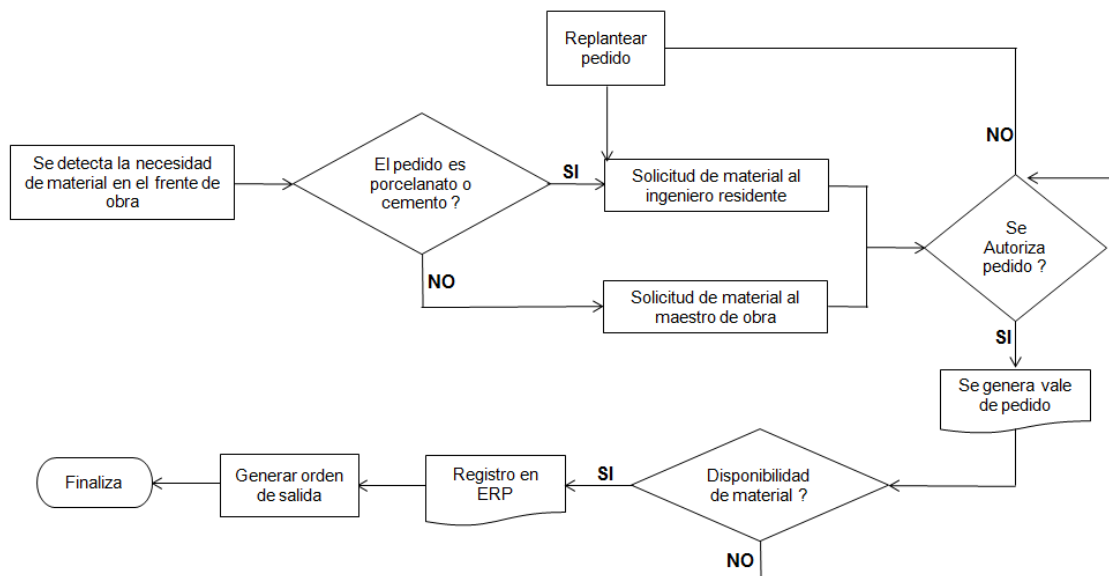 Replantear
pedido
NO
Se detecta la necesidad
de material en el frente de
obra
El pedido es
porcelanato o
cemento ?
SI
Solicitud de material al
ingeniero residente
Se
Autoriza
pedido ?
NO
Solicitud de material al
maestro de obra
SI
Se genera vale
de pedido
Finaliza
Generar orden
de salida
Registro en
ERP
SI
Disponibilidad
de material ?
NO